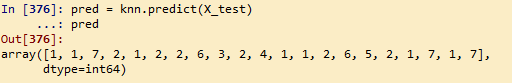 In [376]: pred = knn.predict(X_test)
...: pred
Out[376]:
array([1, 1, 7, 2, 1, 2, 2, 6, 3, 2, 4, 1, 1, 2, 6, 5, 2, 1, 7, 1, 7],
dtype=int64)